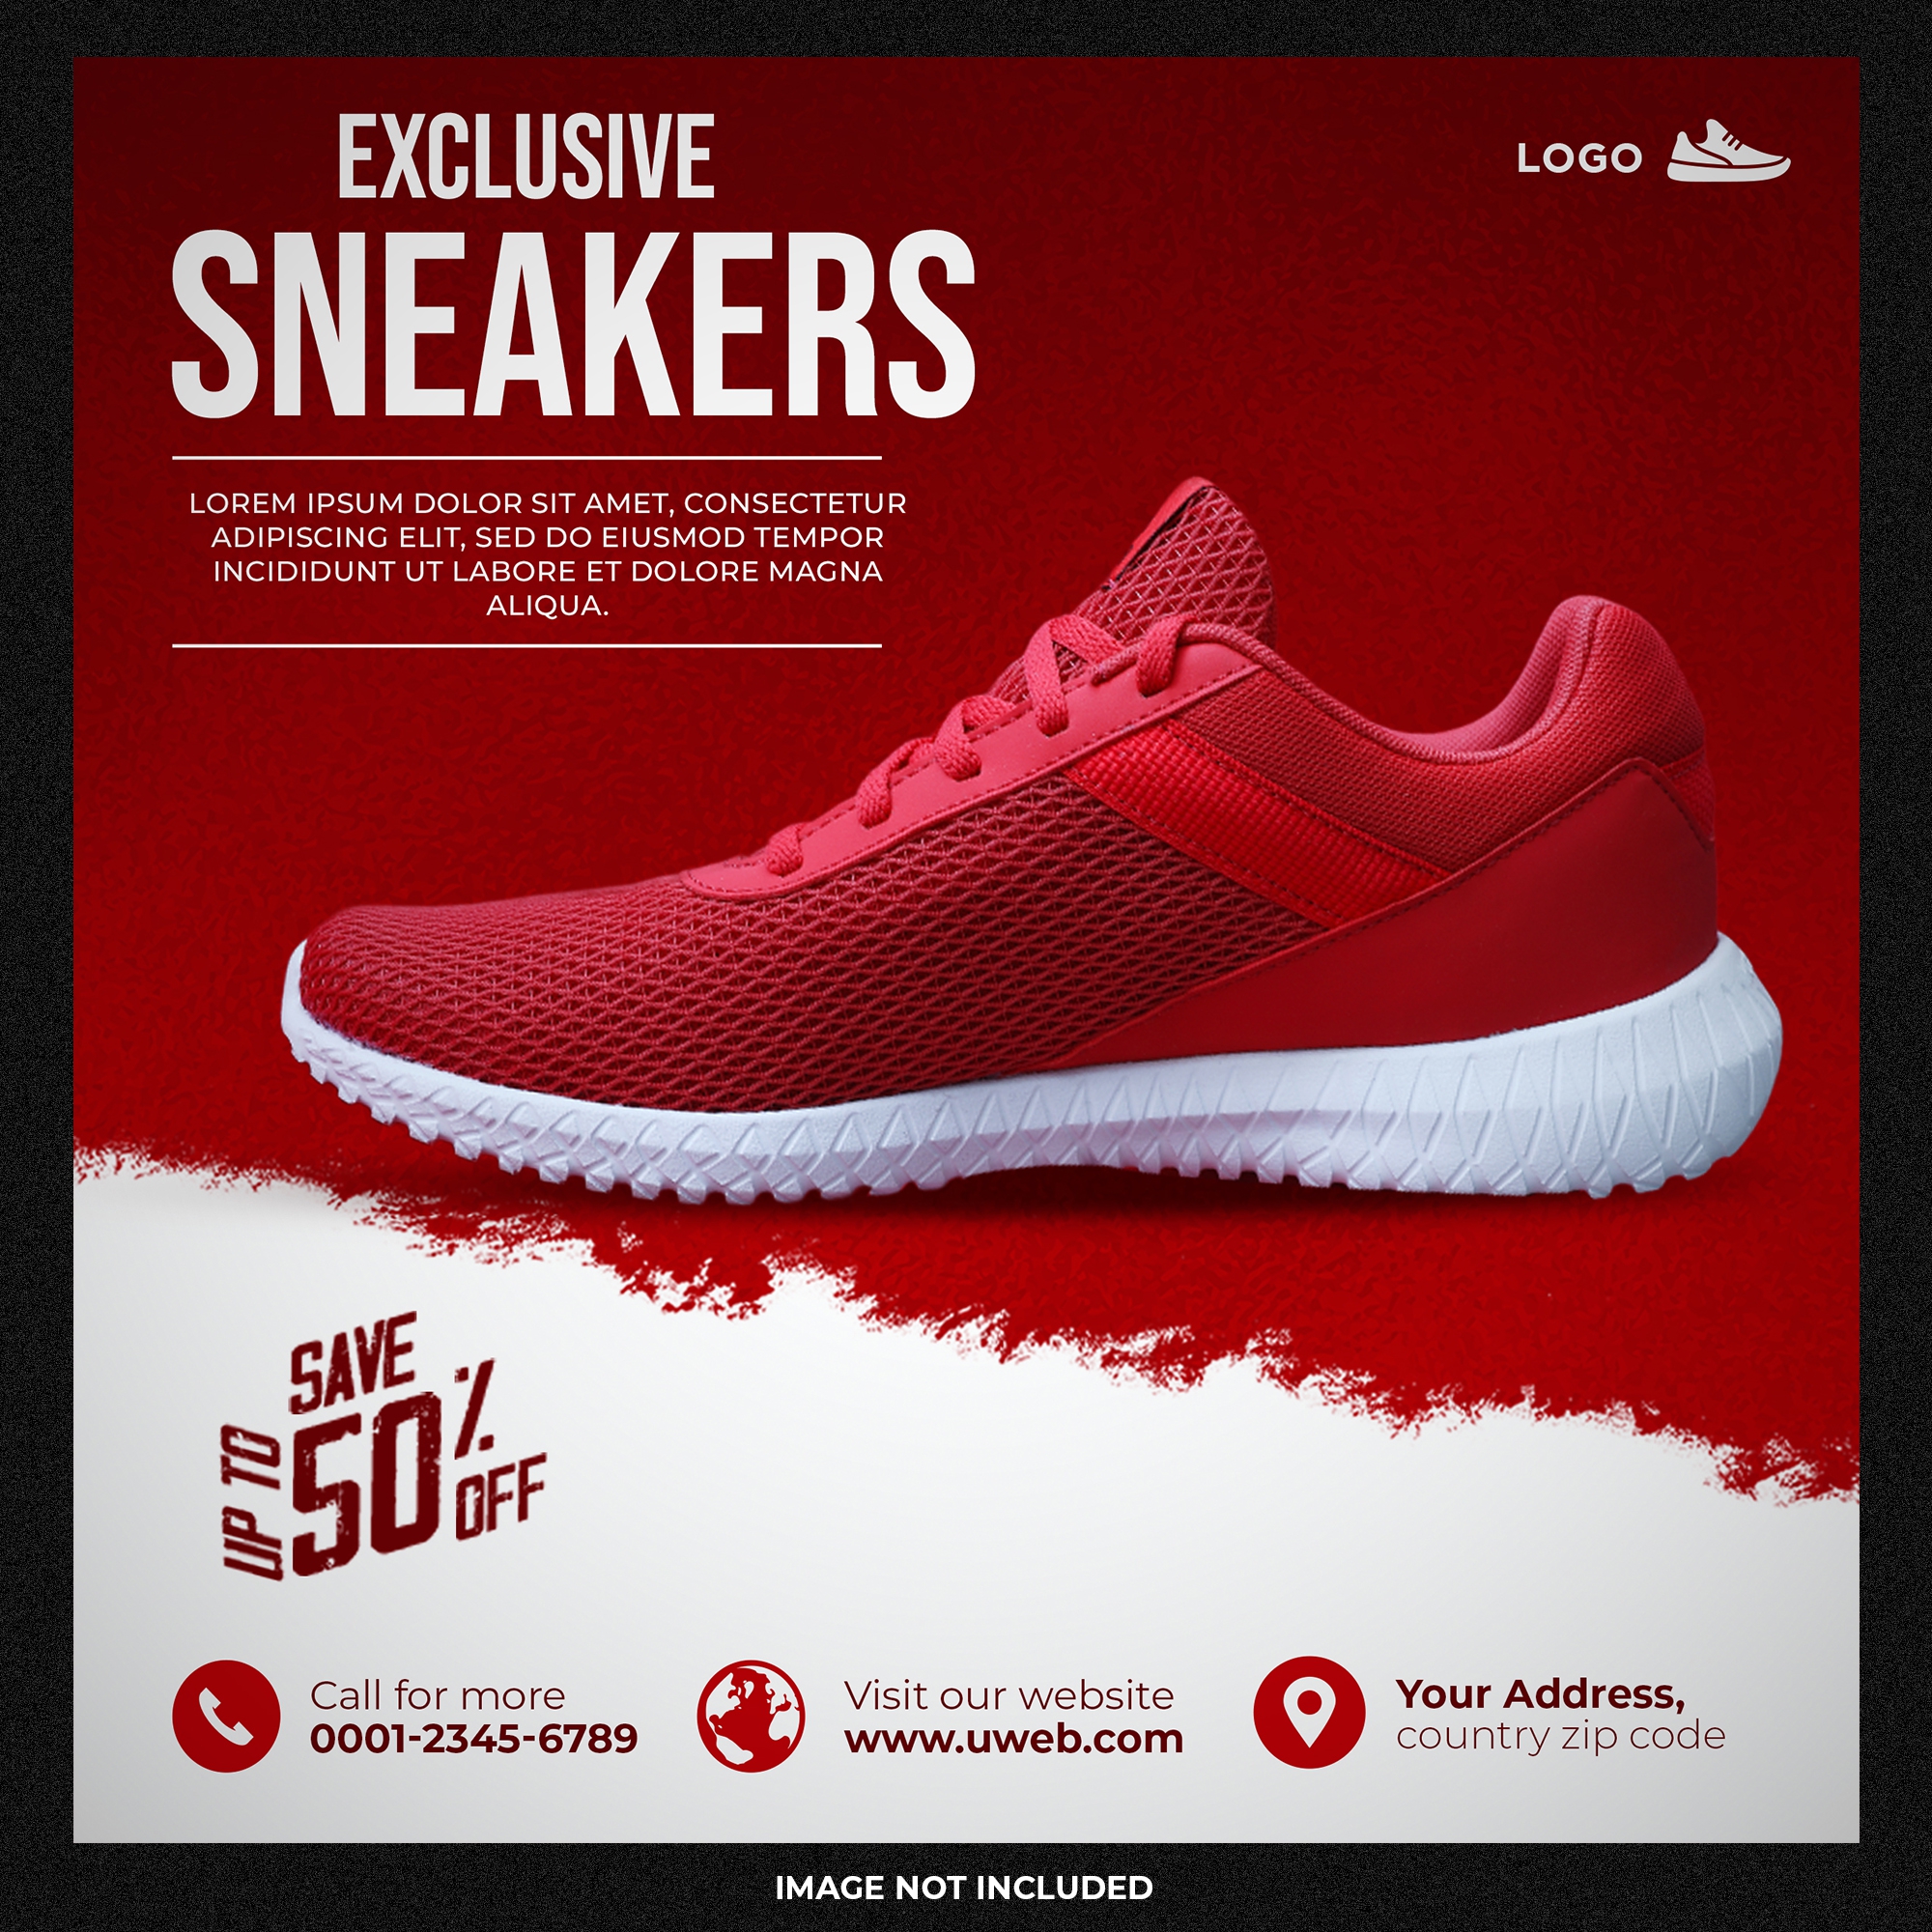 EXCLUSIVE
SNEAKERS
LOGO
LOREM IPSUM DOLOR SIT AMET, CONSECTETUR
ADIPISCING ELIT, SED DO EIUSMOD TEMPOR
INCIDIDUNT UT LABORE ET DOLORE MAGNA
ALIQUA.
SAVE
UP TO
50%
OFF
Call for more
0001-2345-6789
Visit our website
www.uweb.com
Your Address,
country zip code
IMAGE NOT INCLUDED